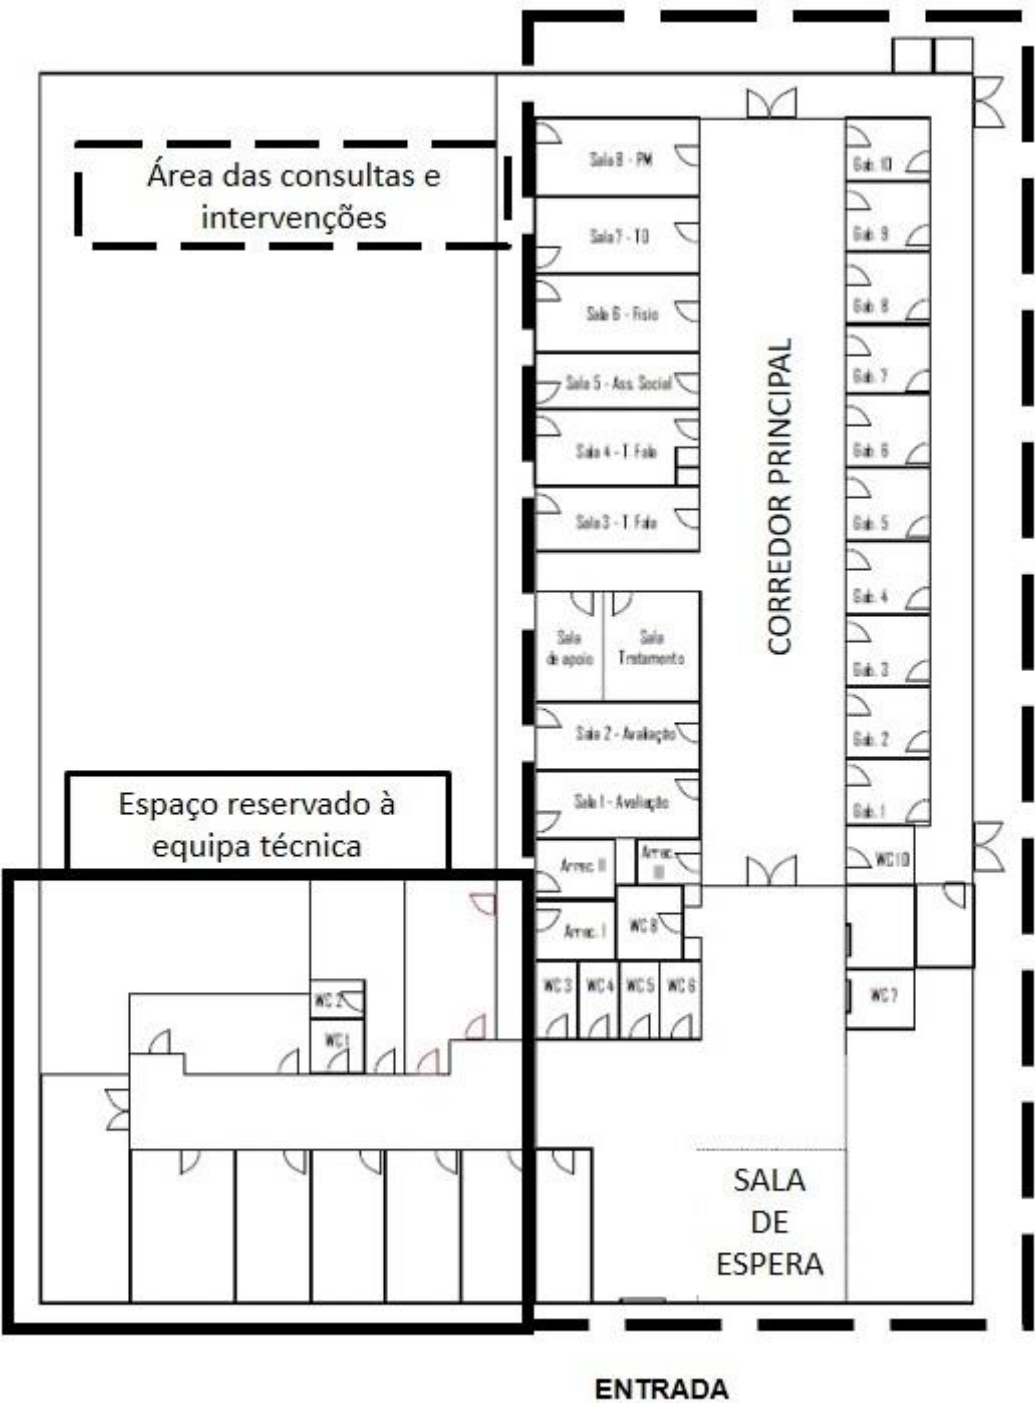 Área das consultas e
intervenções
Sala 8 - PM
Sala 7 - TO
Sala 6 - Fisio
Sala 5 - Ass. Social
Sala 4 - T. Fala
Sala 3 - T. Fala
Sala
de apoio
Sala
Tratamento
Sala 2 - Avaliação
Sala 1 - Avaliação
Arrec. II
Arrec.
III
Arrec. I
WC 8
WC 3
WC 4
WC 5
WC 6
CORREDOR PRINCIPAL
Gab. 10
Gab. 9
Gab. 8
Gab. 7
Gab. 6
Gab. 5
Gab. 4
Gab. 3
Gab. 2
Gab. 1
WC 10
WC 7
Espaço reservado à
equipa técnica
WC 2
WC 1
SALA
DE
ESPERA
ENTRADA